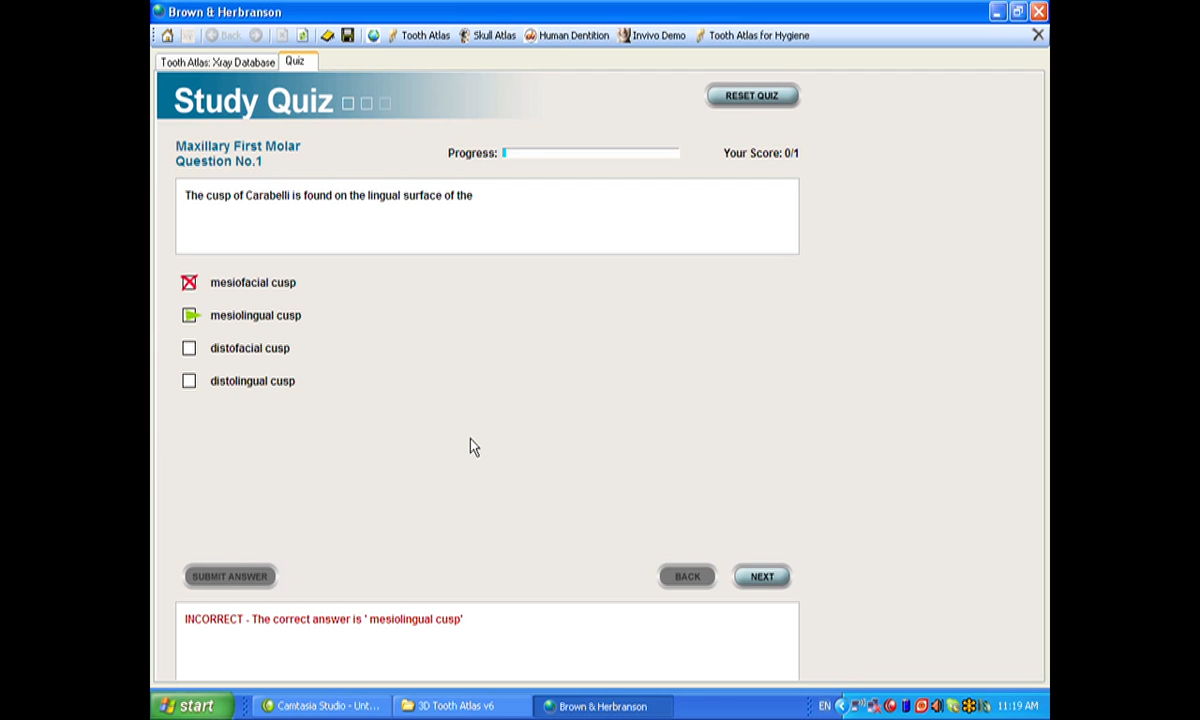 Brown & Herbranson
Back
Tooth Atlas
Skull Atlas
Human Dentition
Invivo Demo
Tooth Atlas for Hygiene
Tooth Atlas: Xray Database
Quiz
Study Quiz
RESET QUIZ
Maxillary First Molar
Question No.1
Progress:
Your Score: 0/1
The cusp of Carabelli is found on the lingual surface of the
mesiofacial cusp
mesiolingual cusp
distofacial cusp
distolingual cusp
SUBMIT ANSWER
BACK
NEXT
INCORRECT - The correct answer is ' mesiolingual cusp'
start
Camtasia Studio - Unt...
3D Tooth Atlas v6
Brown & Herbranson
EN
11:19 AM